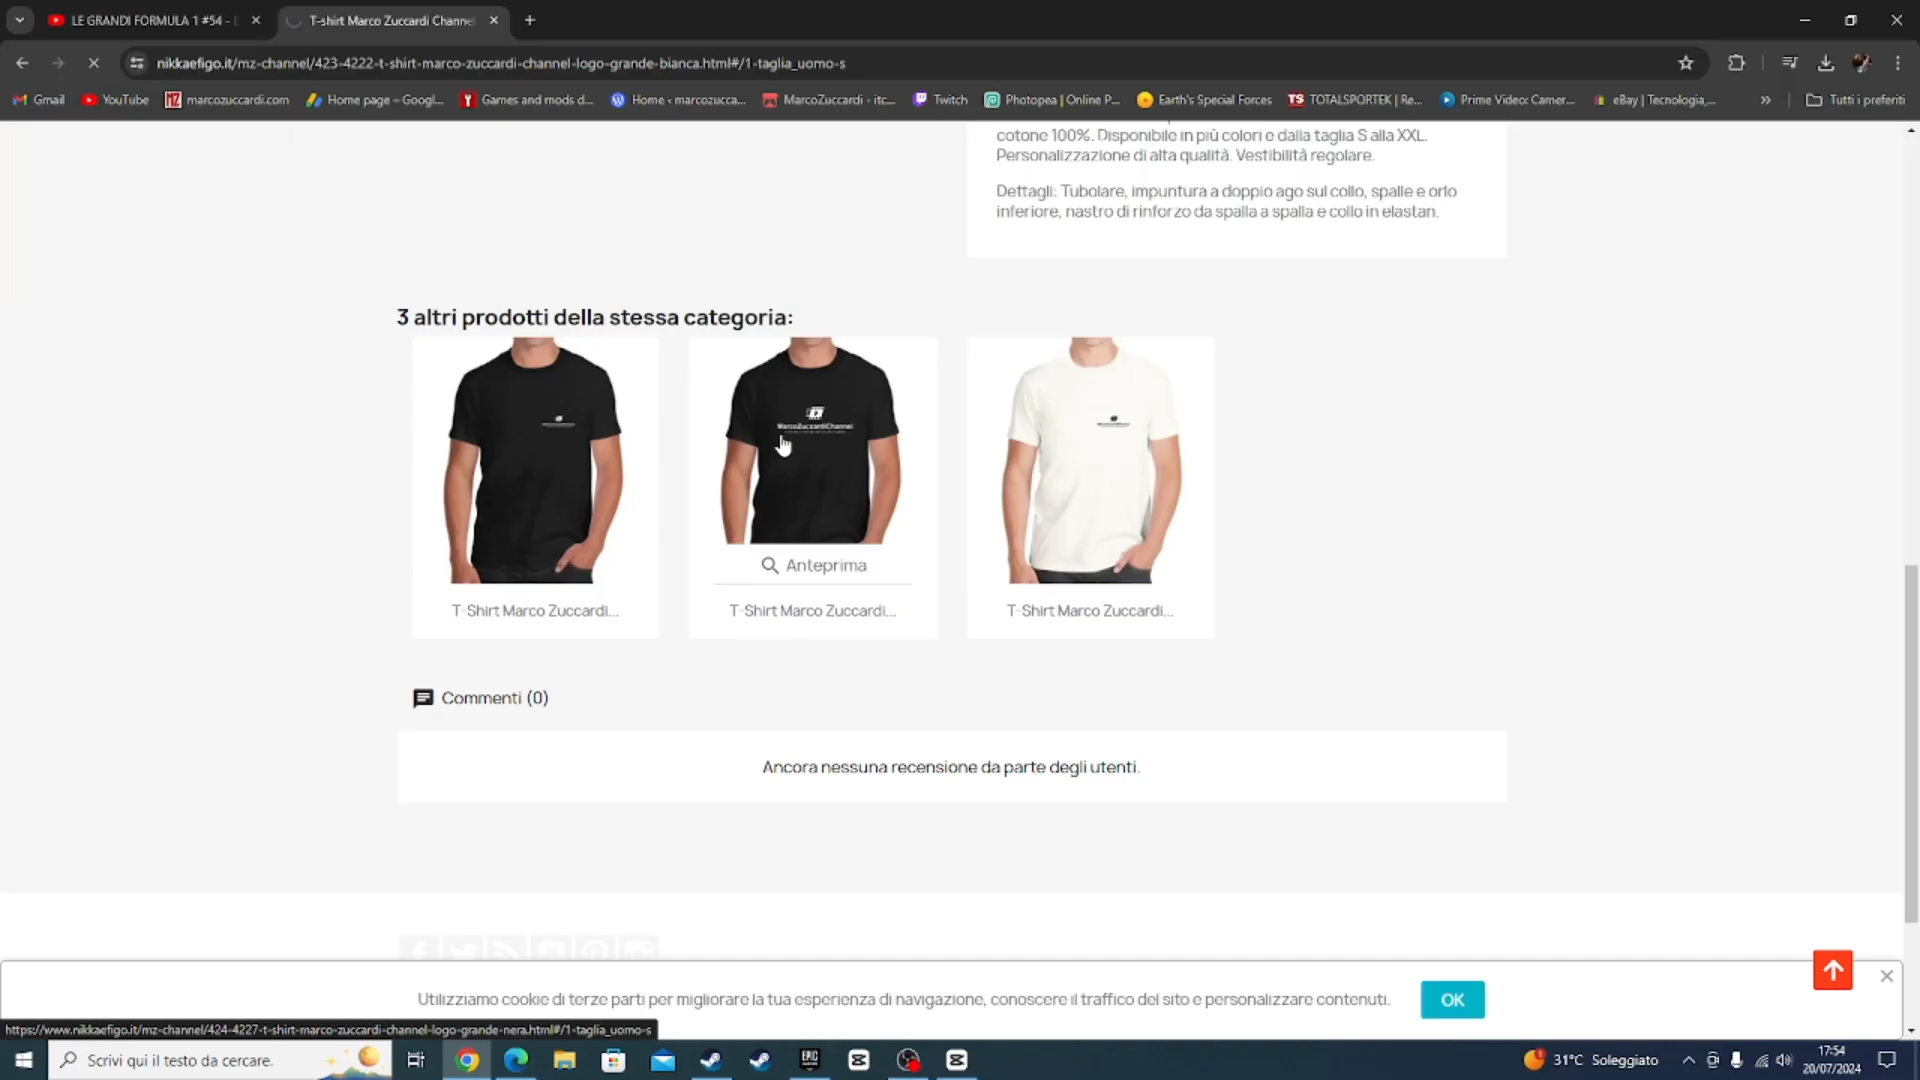 LE GRANDI FORMULA 1 #54 -
T-shirt Marco Zuccardi Channel
nikkaefigo.it/mz-channel/423-4222-t-shirt-marco-zuccardi-channel-logo-grande-bianca.html#/1-taglia_uomo-s
Gmail
YouTube
marcozuccardi.com
Home page – Googl...
Games and mods d...
Home ‹ marcozucca...
MarcoZuccardi - itc...
Twitch
Photopea | Online P...
Earth's Special Forces
TS TOTALSPORTEK | Re...
Prime Video: Camer...
eBay | Tecnologia,...
Tutti i preferiti
cotone 100%. Disponibile in più colori e dalla taglia S alla XXL.
Personalizzazione di alta qualità. Vestibilità regolare.
Dettagli: Tubolare, impuntura a doppio ago sul collo, spalle e orlo
inferiore, nastro di rinforzo da spalla a spalla e collo in elastan.
3 altri prodotti della stessa categoria:
MarcoZuccardiChannel
Anteprima
T-Shirt Marco Zuccardi...
T-Shirt Marco Zuccardi...
T-Shirt Marco Zuccardi...
Commenti (0)
Ancora nessuna recensione da parte degli utenti.
Utilizziamo cookie di terze parti per migliorare la tua esperienza di navigazione, conoscere il traffico del sito e personalizzare contenuti.
OK
https://www.nikkaefigo.it/mz-channel/424-4227-t-shirt-marco-zuccardi-channel-logo-grande-nera.html#/1-taglia_uomo-s
Scrivi qui il testo da cercare.
EPIC
31°C Soleggiato
17:54
20/07/2024